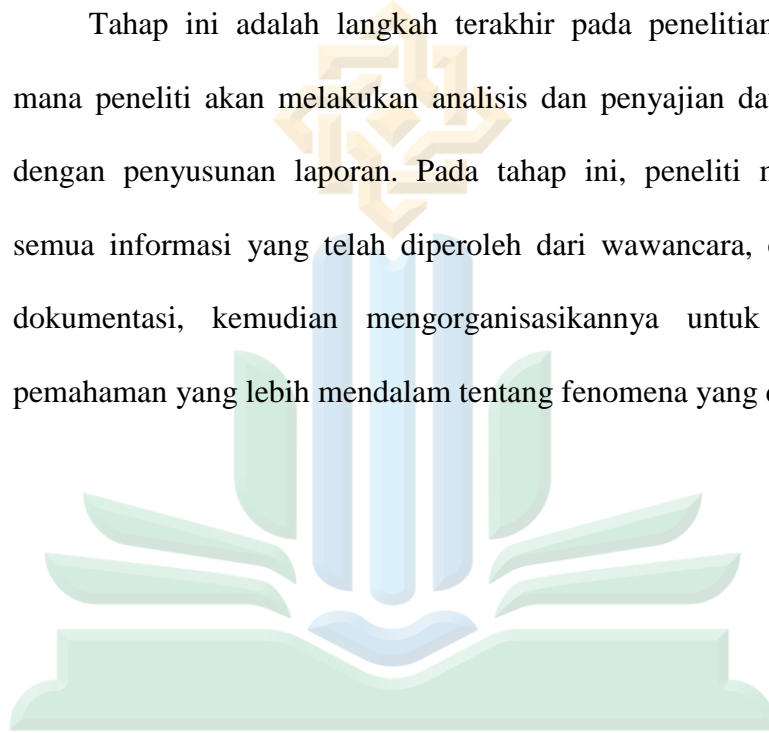 Tahap ini adalah langkah terakhir pada penelitian
mana peneliti akan melakukan analisis dan penyajian
dengan penyusunan laporan. Pada tahap ini, peneliti
semua informasi yang telah diperoleh dari wawancara,
dokumentasi, kemudian mengorganisasikannya untuk
pemahaman yang lebih mendalam tentang fenomena yang